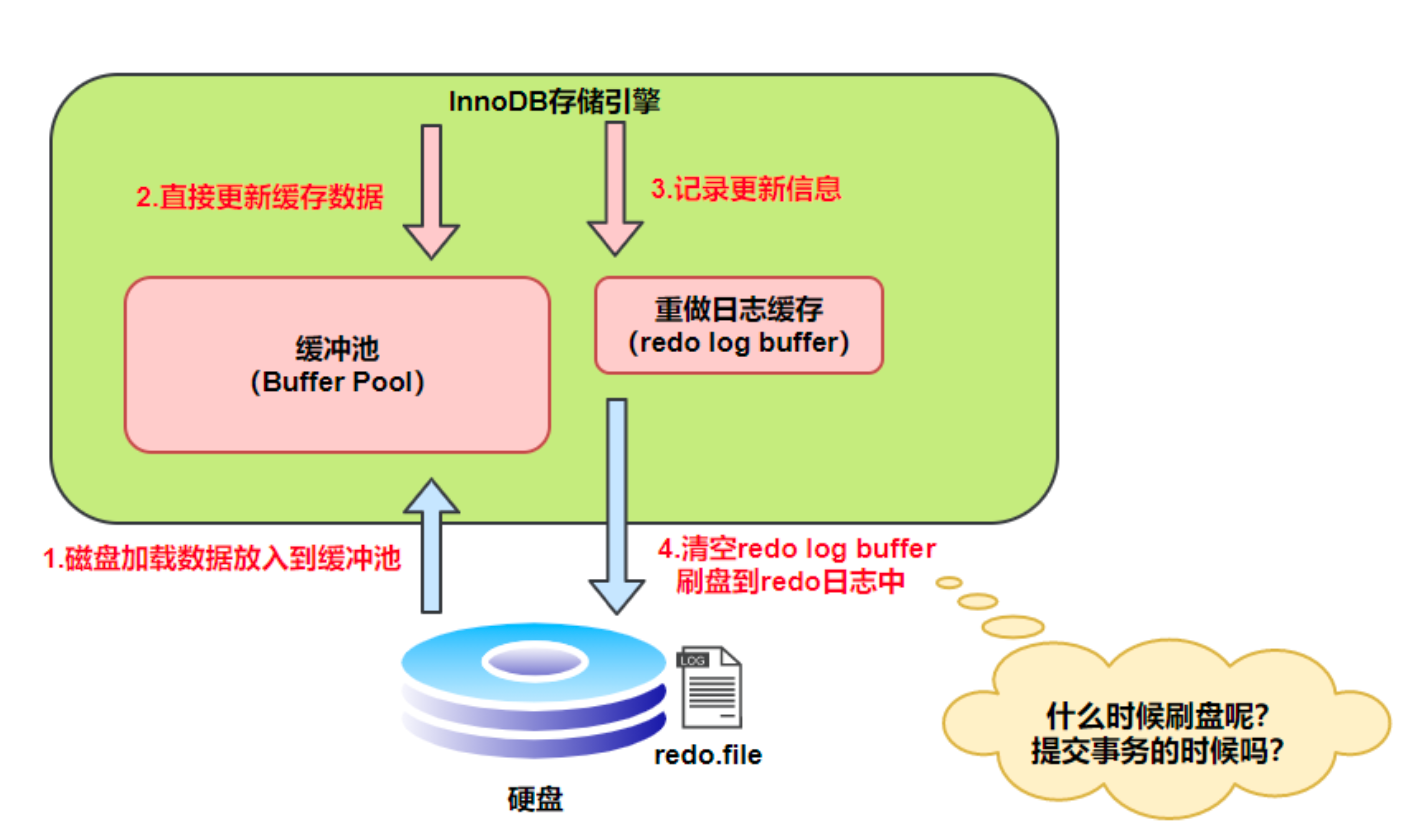 InnoDB存储引擎
2.直接更新缓存数据
3.记录更新信息
缓冲池
（Buffer Pool）
重做日志缓存
（redo log buffer）
1.磁盘加载数据放入到缓冲池
4.清空redo log buffer
刷盘到redo日志中
LOG
redo.file
硬盘
什么时候刷盘呢？
提交事务的时候吗？